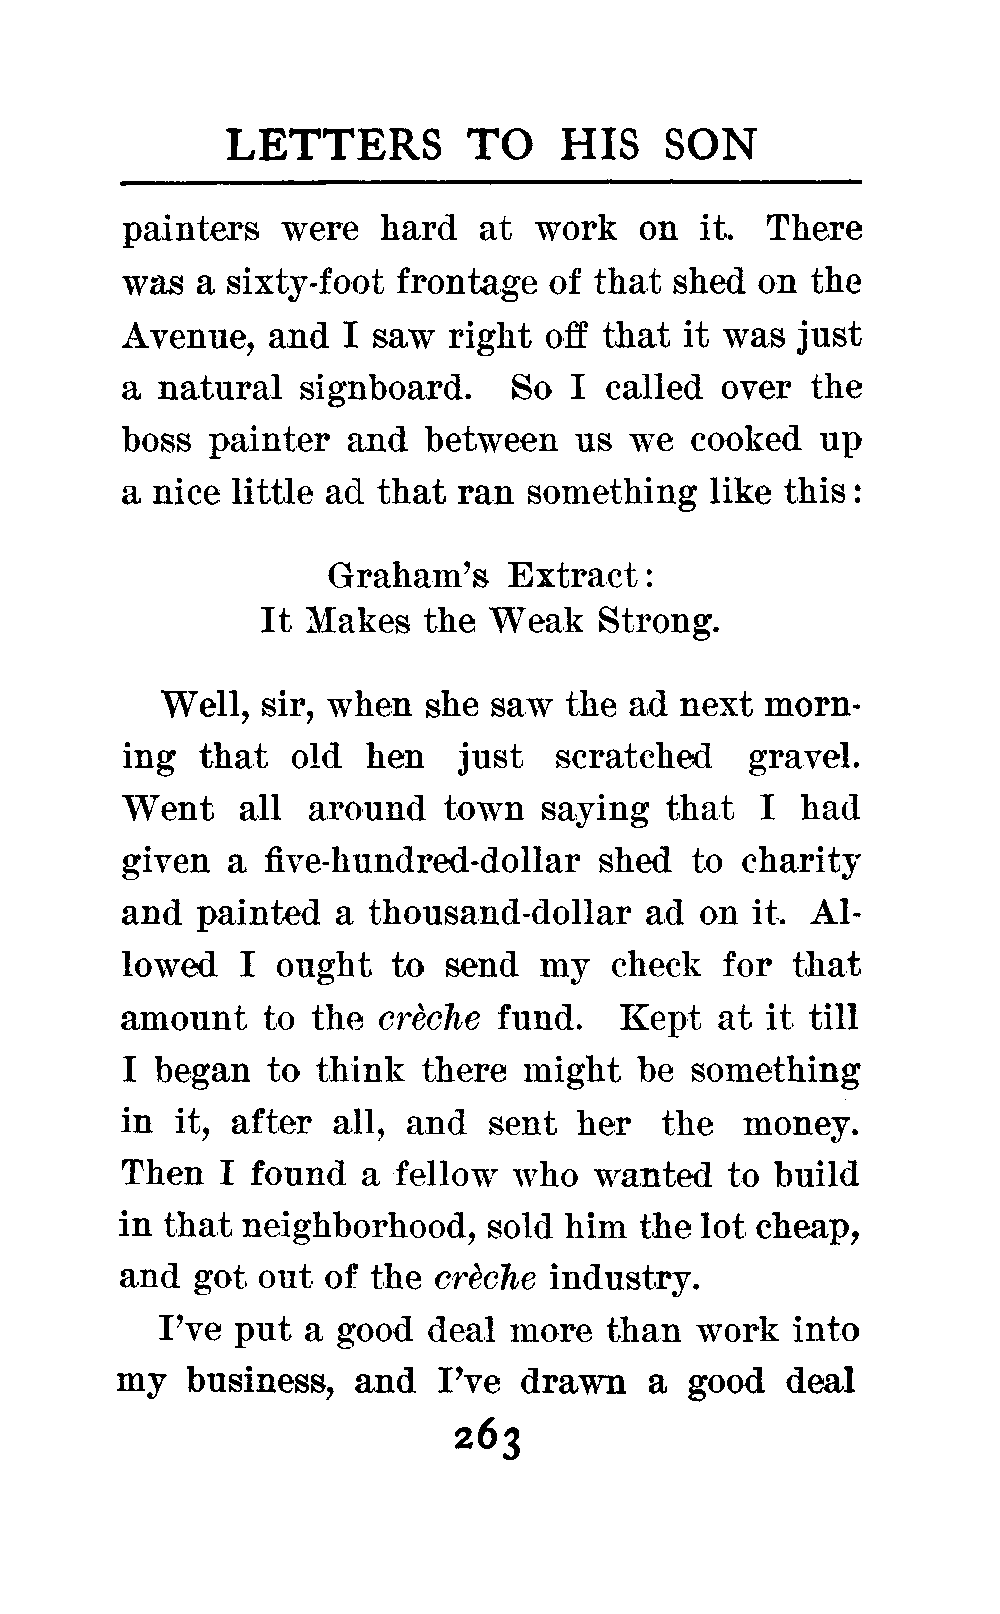 LETTERS TO HIS SON
painters were hard at work on it. There
was a sixty-foot frontage of that shed on the
Avenue, and I saw right off that it was just
a natural signboard. So I called over the
boss painter and between us we cooked up
a nice little ad that ran something like this:
Graham's Extract:
It Makes the Weak Strong.
Well, sir, when she saw the ad next morn-
ing that old hen just scratched gravel.
Went all around town saying that I had
given a five-hundred-dollar shed to charity
and painted a thousand-dollar ad on it. Al-
lowed I ought to send my check for that
amount to the crèche fund. Kept at it till
I began to think there might be something
in it, after all, and sent her the money.
Then I found a fellow who wanted to build
in that neighborhood, sold him the lot cheap,
and got out of the crèche industry.
I've put a good deal more than work into
my business, and I've drawn a good deal
263